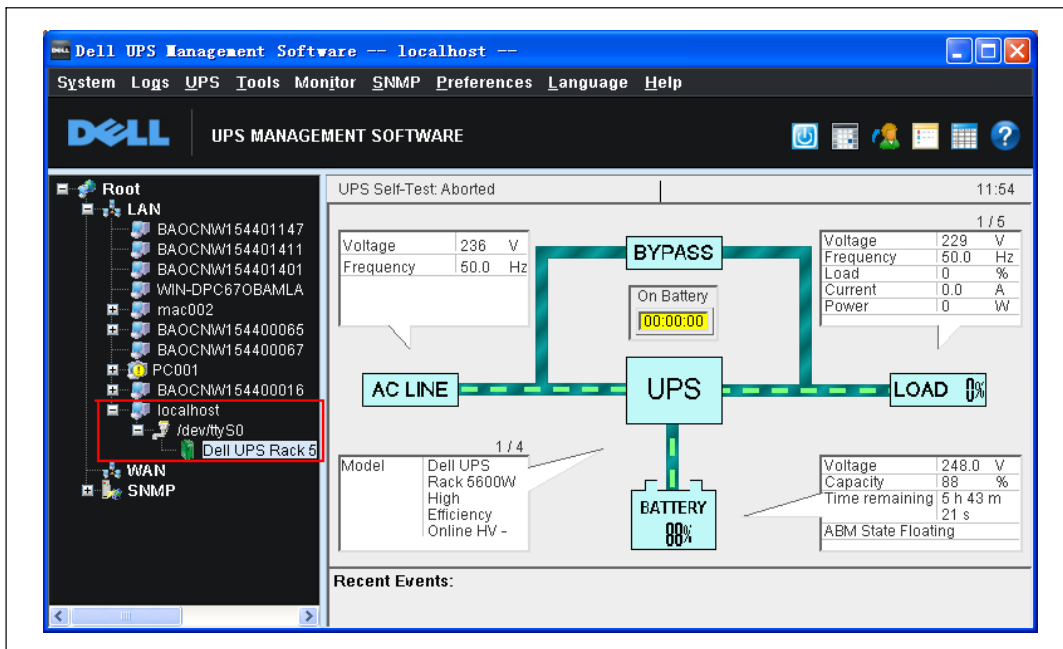 Dell UPS Management Software -- localhost --
System Logs UPS Tools Monitor SNMP Preferences Language Help
DELL UPS MANAGEMENT SOFTWARE
Root
LAN
BAOCNW154401147
BAOCNW154401411
BAOCNW154401401
WIN-DPC67OBAMLA
mac002
BAOCNW154400065
BAOCNW154400067
PC001
BAOCNW154400016
localhost
/dev/ttyS0
Dell UPS Rack 5
WAN
SNMP
UPS Self-Test: Aborted 11:54
Voltage 236 V
Frequency 50.0 Hz
BYPASS
On Battery
00:00:00
1 / 5
Voltage 229 V
Frequency 50.0 Hz
Load 0 %
Current 0.0 A
Power 0 W
AC LINE
UPS
LOAD 0%
1 / 4
Model Dell UPS
Rack 5600W
High
Efficiency
Online HV -
BATTERY
88%
Voltage 248.0 V
Capacity 88 %
Time remaining 5 h 43 m
21 s
ABM State Floating
Recent Events: